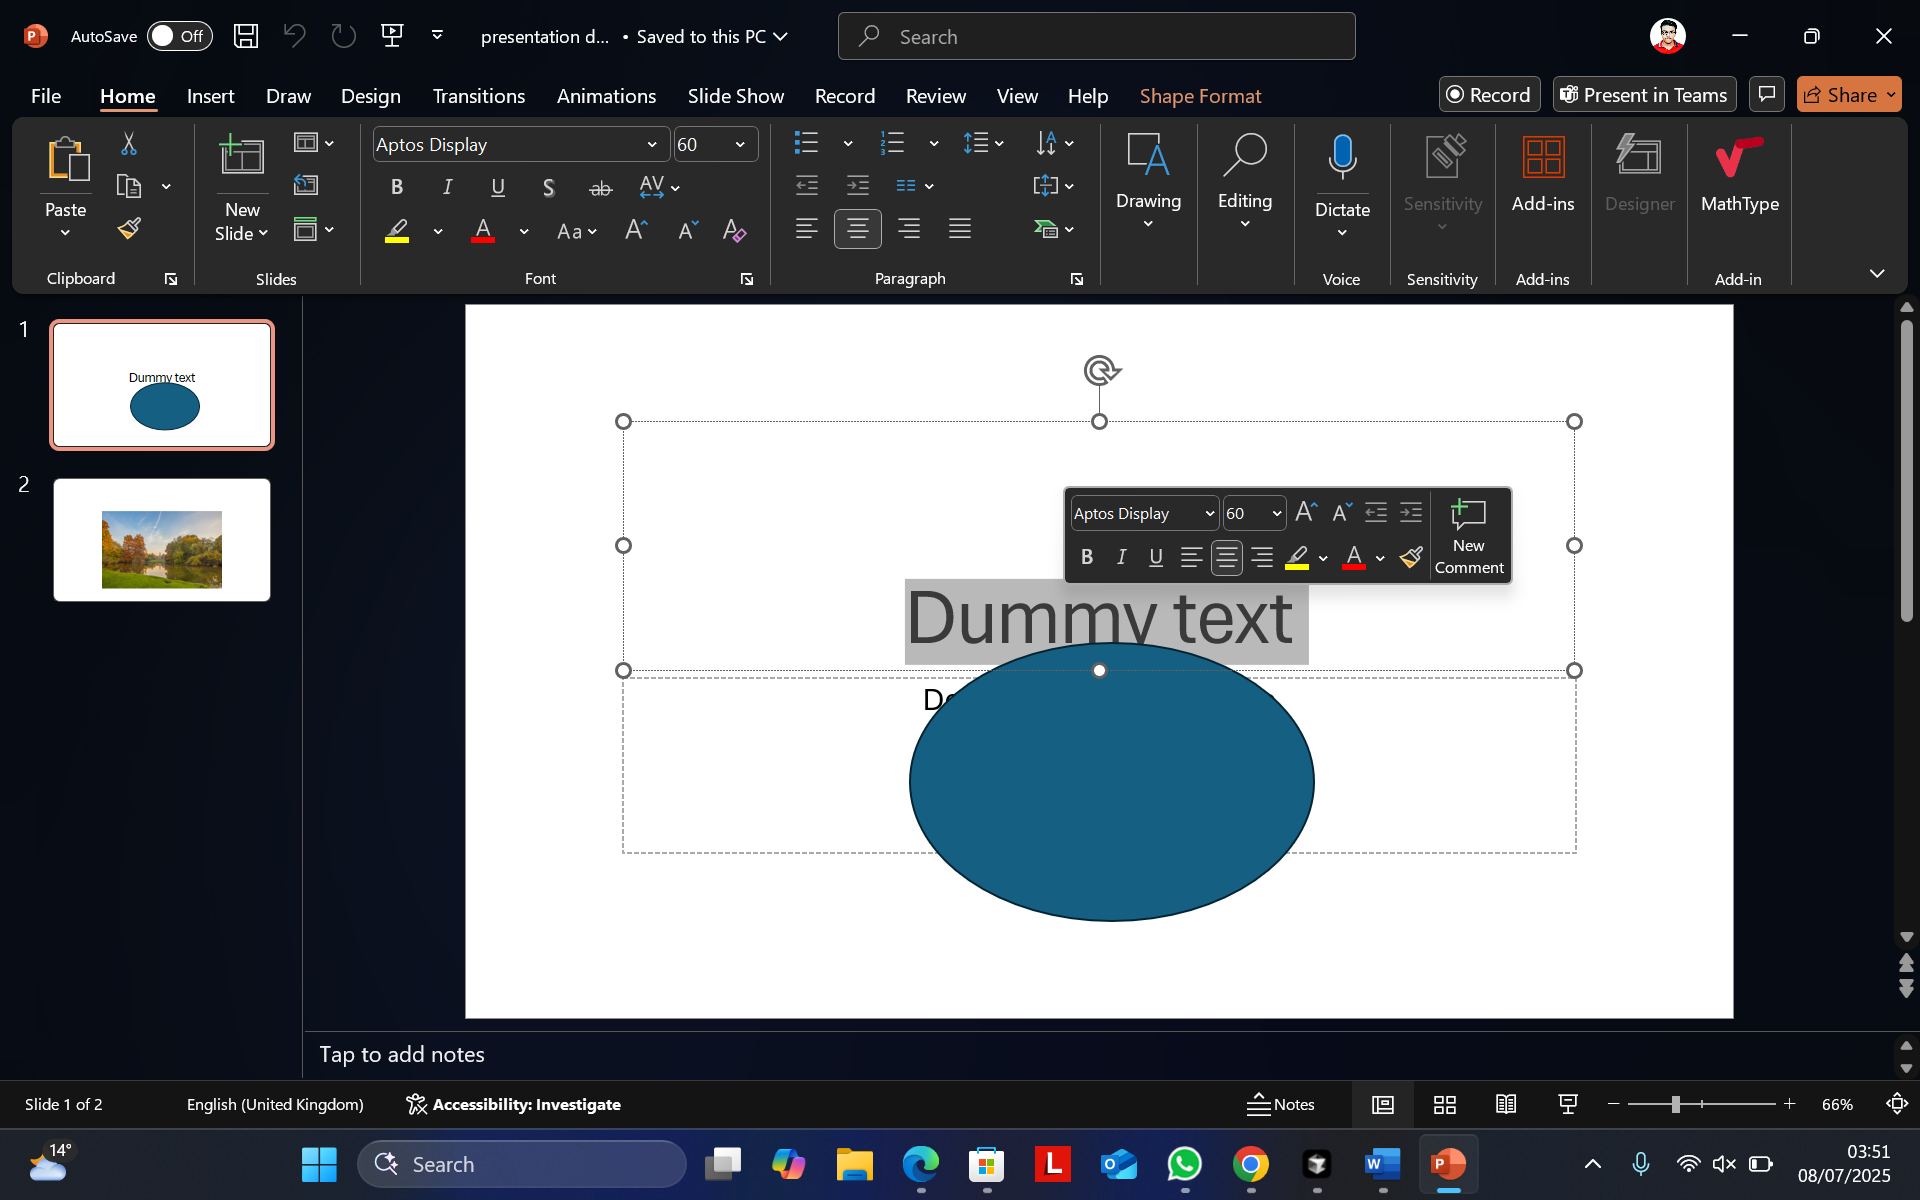 AutoSave Off presentation d... • Saved to this PC Search
File Home Insert Draw Design Transitions Animations Slide Show Record Review View Help Shape Format Record Present in Teams Share
Paste
New
Slide
Aptos Display 60
Drawing
Editing
Dictate
Sensitivity
Add-ins
Designer
MathType
Clipboard Slides Font Paragraph Voice Sensitivity Add-ins Add-in
1
Dummy text
2
Aptos Display 60
New
Comment
Dummy text
Tap to add notes
Slide 1 of 2 English (United Kingdom) Accessibility: Investigate Notes 66%
14°
Search
03:51
08/07/2025